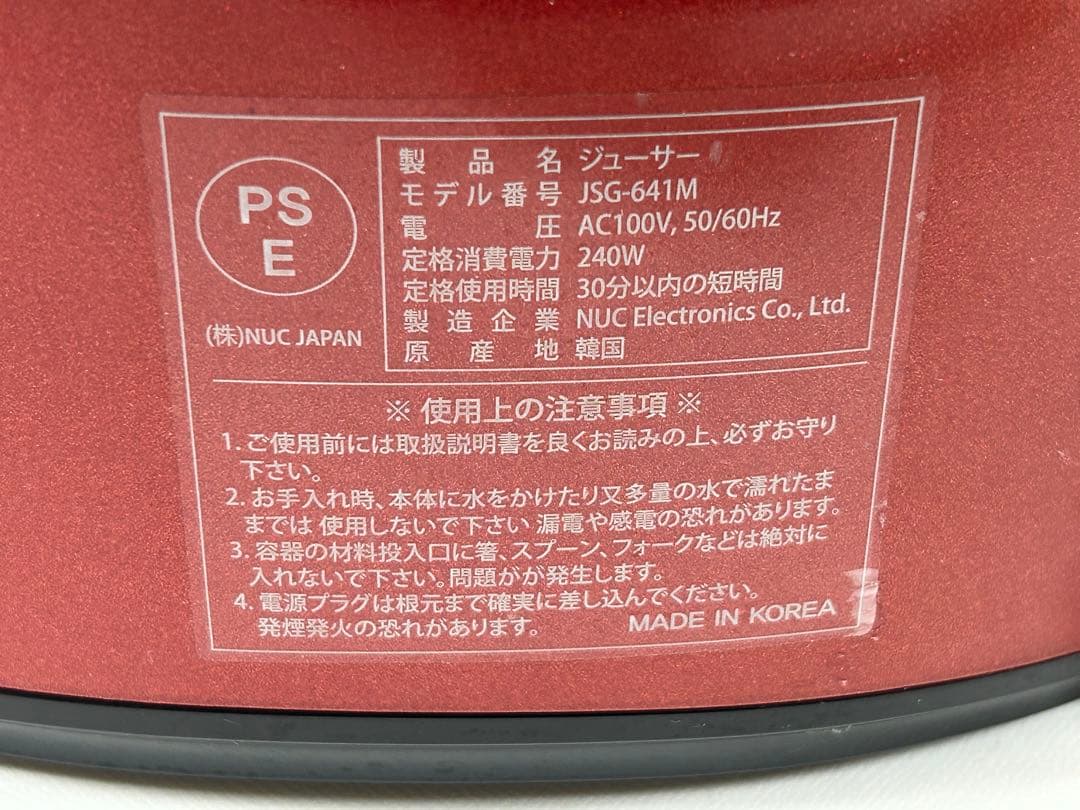 PS
E
(株)NUC JAPAN
製品名 ジューサー
モデル番号 JSG-641M
電圧 AC100V, 50/60Hz
定格消費電力 240W
定格使用時間 30分以内の短時間
製造企業 NUC Electronics Co., Ltd.
原産地 韓国
※ 使用上の注意事項 ※
1. ご使用前には取扱説明書を良くお読みの上、必ずお守り
下さい。
2. お手入れ時、本体に水をかけたり又多量の水で濡れたま
までは 使用しないで下さい 漏電や感電の恐れがあります。
3. 容器の材料投入口に箸、スプーン、フォークなどは絶対に
入れないで下さい。問題がが発生します。
4. 電源プラグは根元まで確実に差し込んでください。
発煙発火の恐れがあります。
MADE IN KOREA